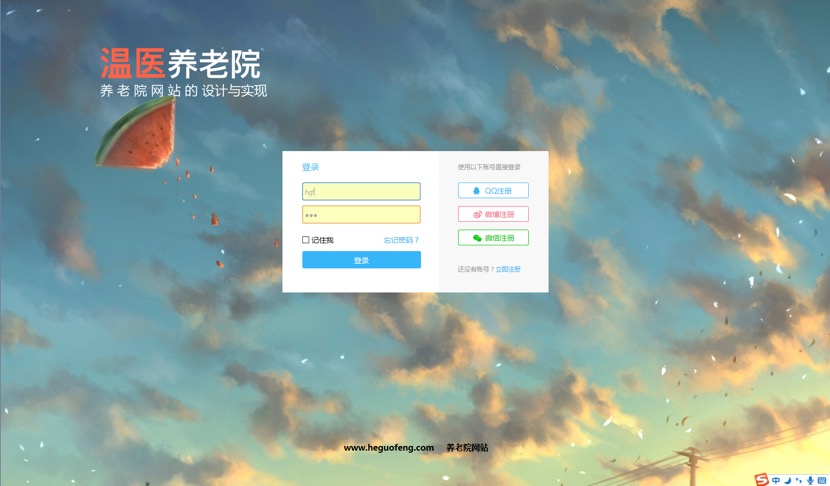 温医养老院
养老院网站的设计与实现
登录
hgf
●●●
记住我
忘记密码？
登录
使用以下账号直接登录
QQ注册
微博注册
微信注册
还没有账号？立即注册
www.heguofeng.com 养老院网站
S中